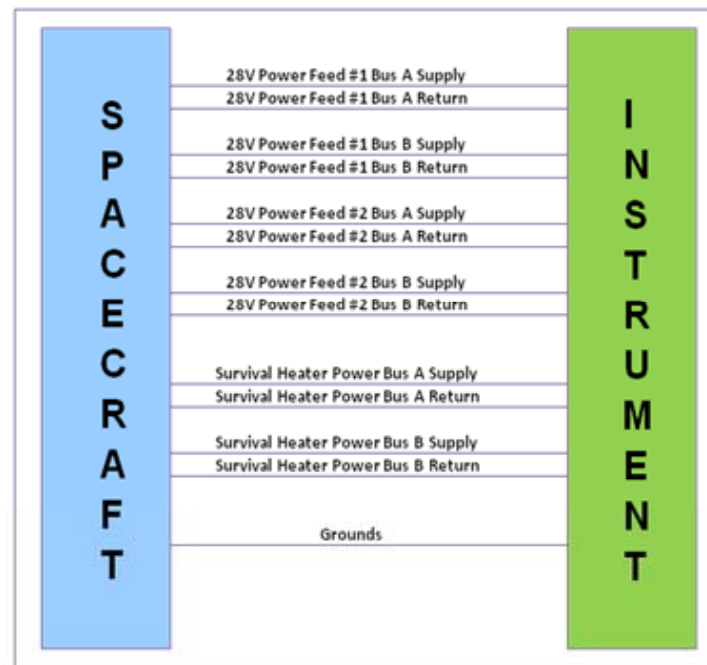 SPACECRAFT
28V Power Feed #1 Bus A Supply
28V Power Feed #1 Bus A Return
28V Power Feed #1 Bus B Supply
28V Power Feed #1 Bus B Return
28V Power Feed #2 Bus A Supply
28V Power Feed #2 Bus A Return
28V Power Feed #2 Bus B Supply
28V Power Feed #2 Bus B Return
Survival Heater Power Bus A Supply
Survival Heater Power Bus A Return
Survival Heater Power Bus B Supply
Survival Heater Power Bus B Return
Grounds
INSTRUMENT